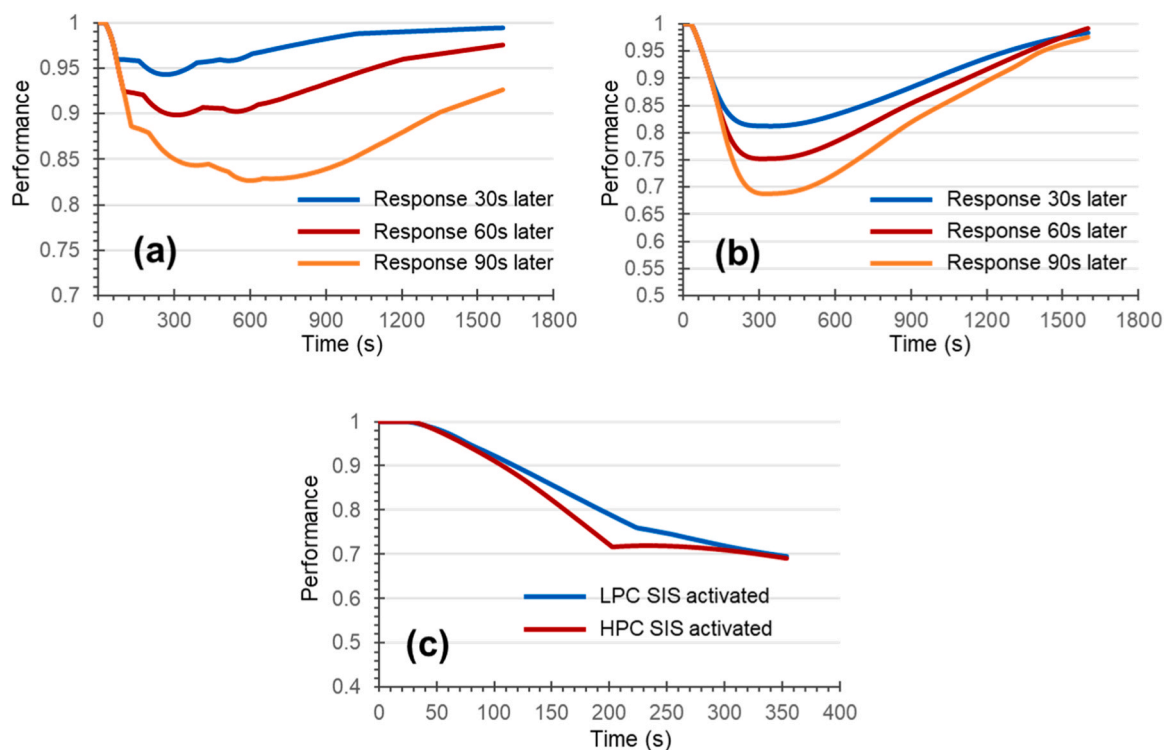 1
0.95
0.9
0.85
0.8
0.75
0.7
Performance
Response 30s later
Response 60s later
Response 90s later
(a)
0 300 600 900 1200 1500 1800
Time (s)
1
0.95
0.9
0.85
0.8
0.75
0.7
0.65
0.6
0.55
0.5
Performance
Response 30s later
Response 60s later
Response 90s later
(b)
0 300 600 900 1200 1500 1800
Time (s)
1
0.9
0.8
0.7
0.6
0.5
0.4
Performance
LPC SIS activated
HPC SIS activated
(c)
0 50 100 150 200 250 300 350 400
Time (s)